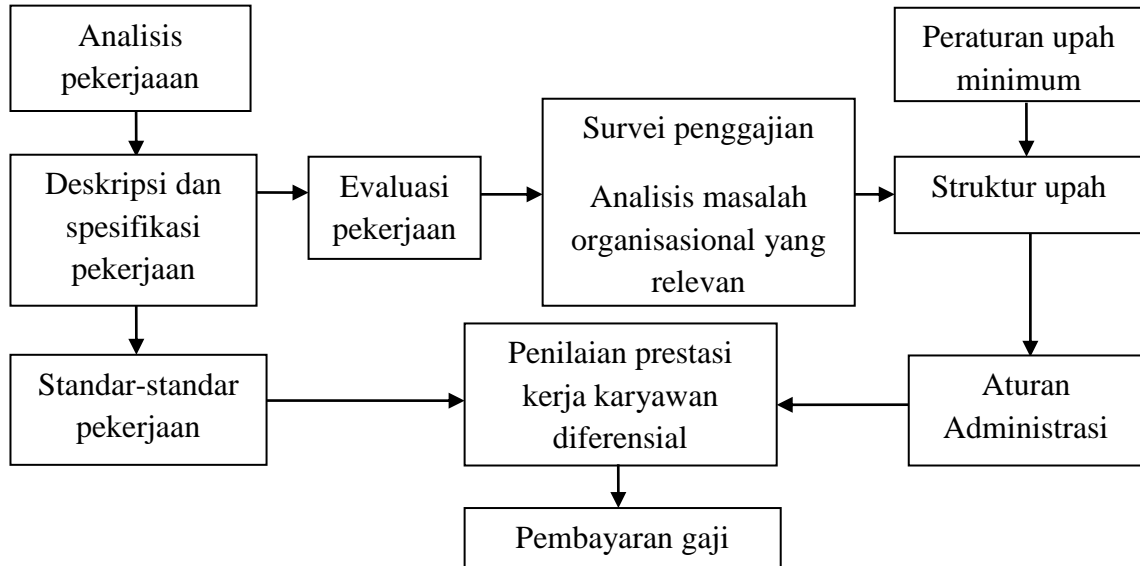 Analisis
pekerjaaan
Peraturan upah
minimum
Deskripsi dan
spesifikasi
pekerjaan
Evaluasi
pekerjaan
Survei penggajian
Analisis masalah
organisasional yang
relevan
Struktur upah
Standar-standar
pekerjaan
Penilaian prestasi
kerja karyawan
diferensial
Aturan
Administrasi
Pembayaran gaji